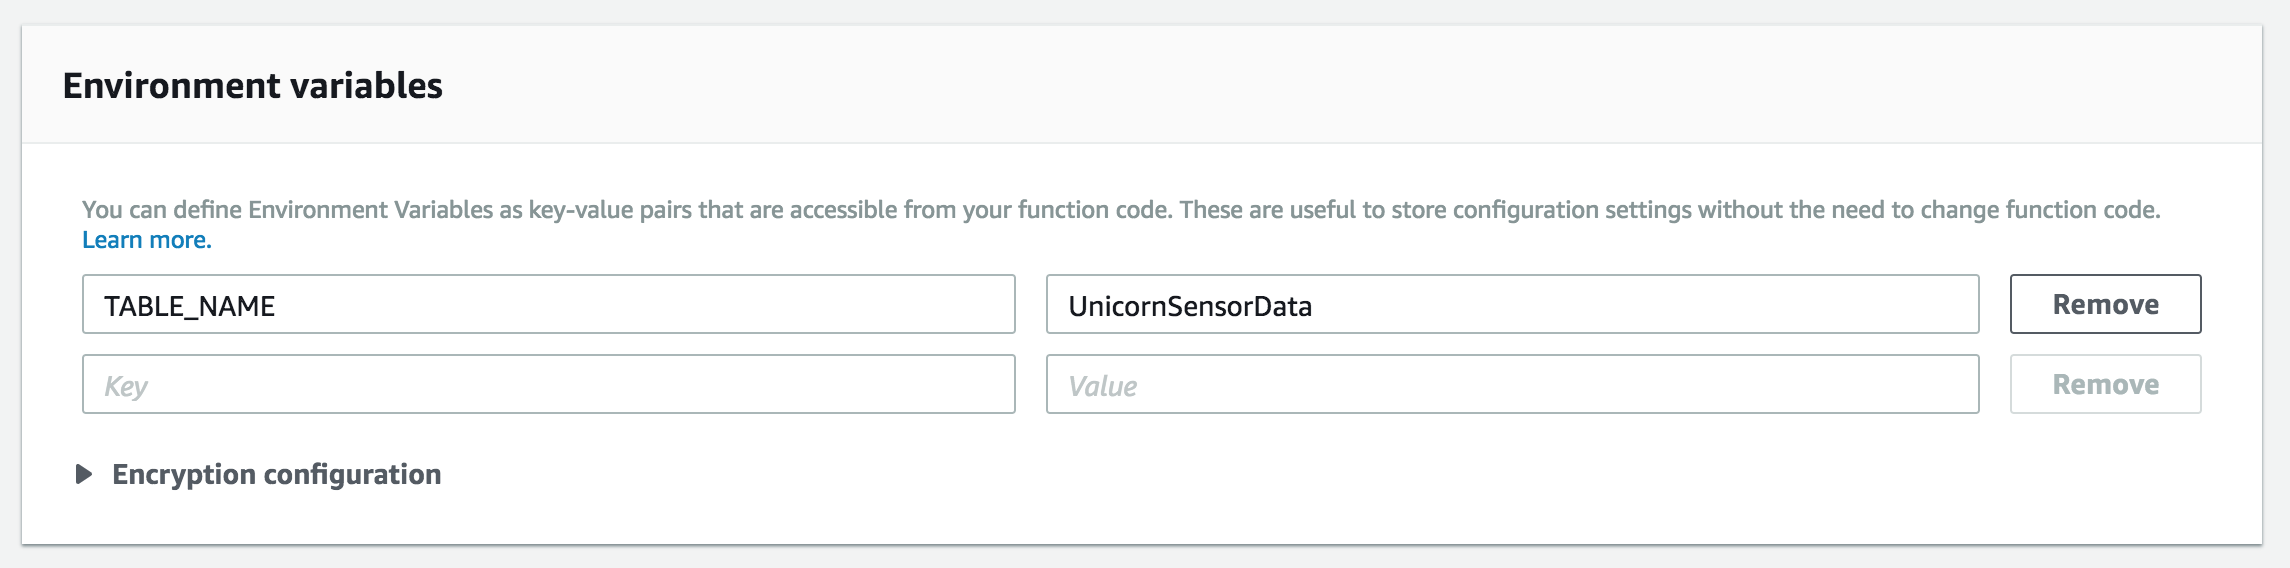 Environment variables
You can define Environment Variables as key-value pairs that are accessible from your function code. These are useful to store configuration settings without the need to change function code.
Learn more.
TABLE_NAME UnicornSensorData Remove
Key Value Remove
Encryption configuration